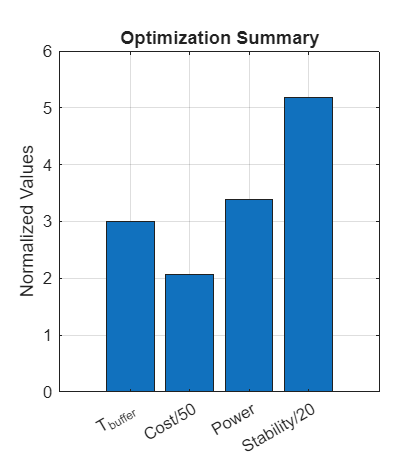 Optimization Summary
Normalized Values
6
5
4
3
2
1
0
T_buffer
Cost/50
Power
Stability/20